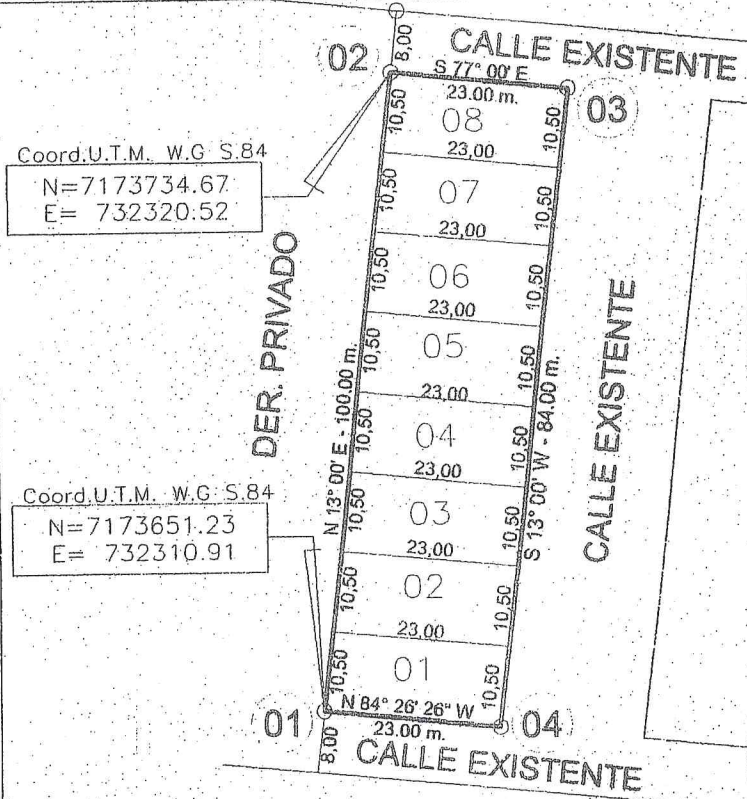 8,00
CALLE EXISTENTE
02
S 77° 00' E
23.00 m.
03
10,50
08
10,50
23,00
Coord.U.T.M. W.G S.84
N=7173734.67
E= 732320.52
10,50
07
10,50
23,00
10,50
06
10,50
23,00
DER. PRIVADO
10,50
05
10,50
23,00
N 13° 00' E - 100.00 m.
S 13° 00' W - 84.00 m.
CALLE EXISTENTE
10,50
04
10,50
23,00
Coord.U.T.M. W.G S.84
N=7173651.23
E= 732310.91
10,50
03
10,50
23,00
10,50
02
10,50
23,00
10,50
01
10,50
N 84° 26' 26" W
01
23.00 m.
04
8,00
CALLE EXISTENTE